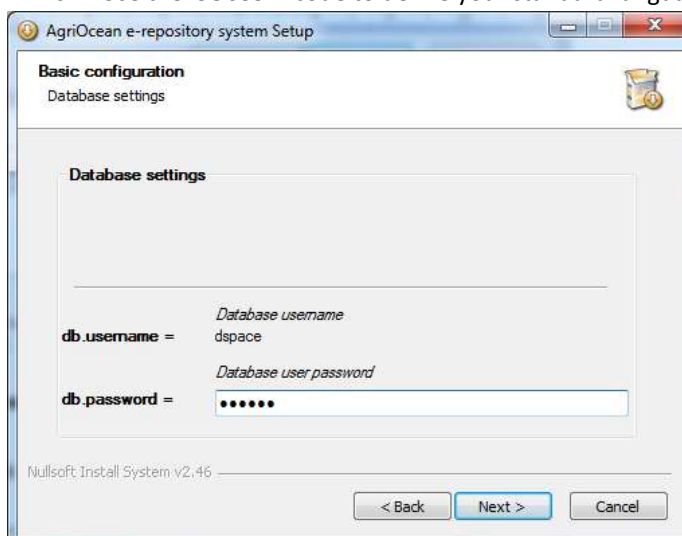 AgriOcean e-repository system Setup
Basic configuration
Database settings
Database settings
Database username
db.username = dspace
Database user password
db.password = ••••••
Nullsoft Install System v2.46
< Back Next > Cancel